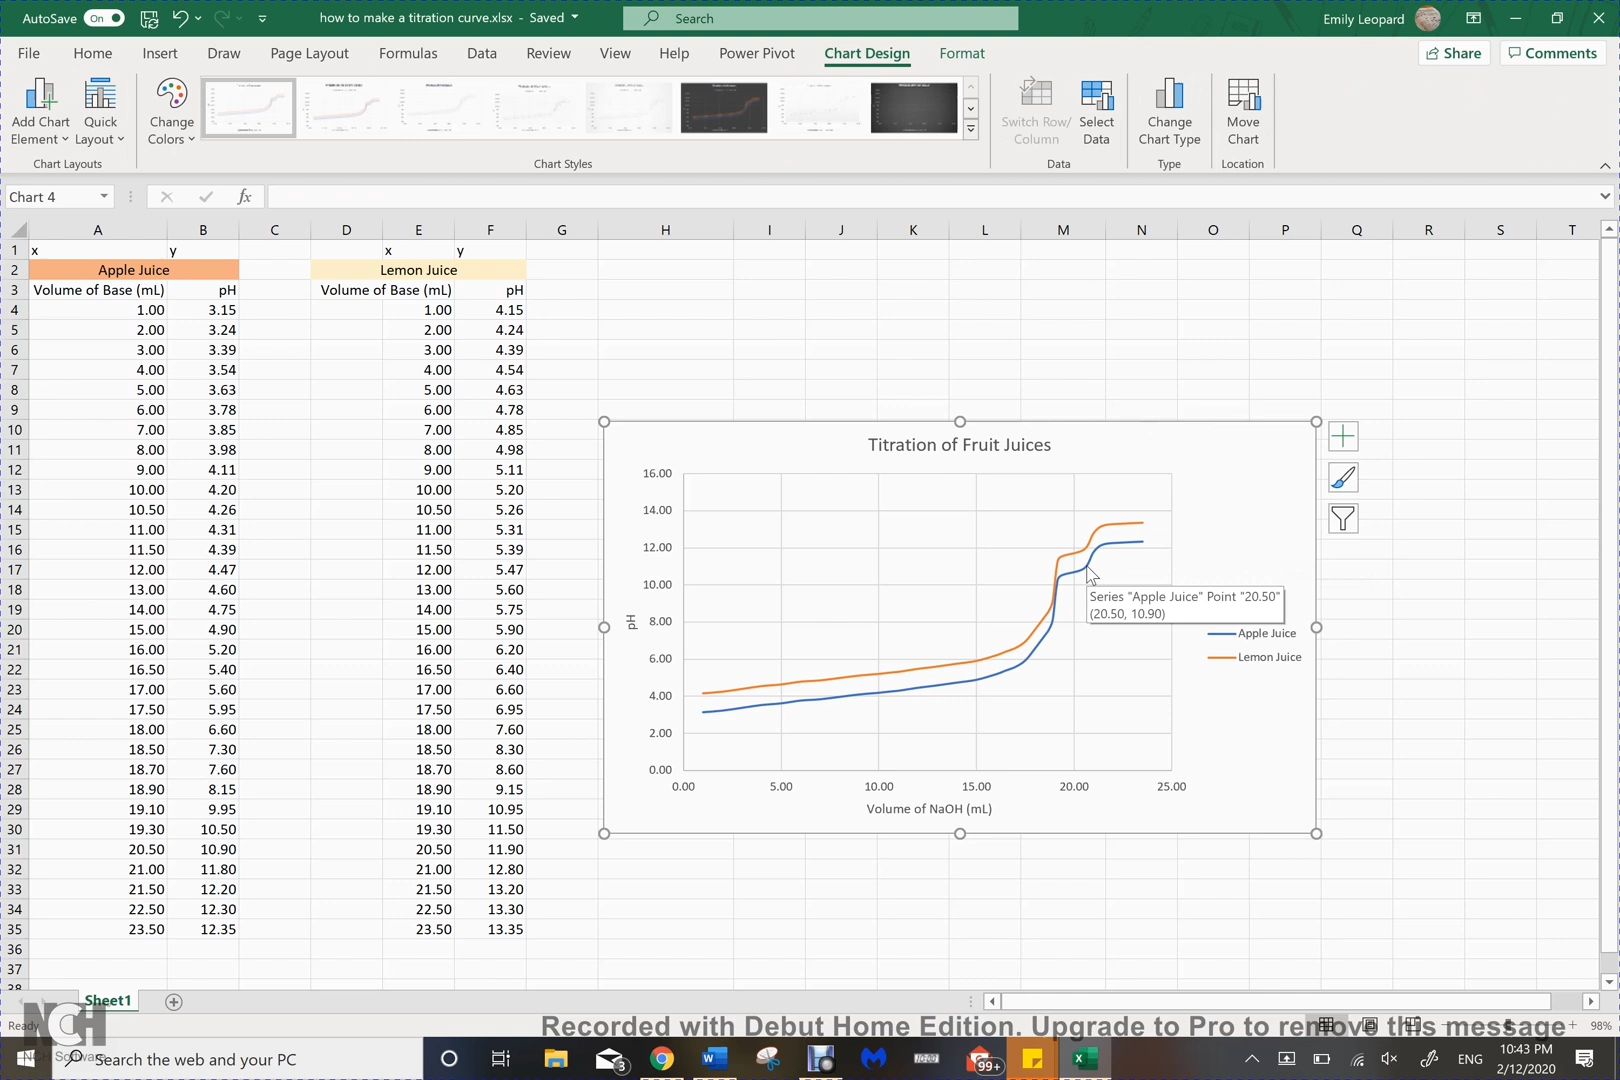 AutoSave On how to make a titration curve.xlsx - Saved Search Emily Leopard
File Home Insert Draw Page Layout Formulas Data Review View Help Power Pivot Chart Design Format Share Comments
Add Chart Element Quick Layout Change Colors Switch Row/ Column Select Data Change Chart Type Move Chart
Chart Layouts Chart Styles Data Type Location
Chart 4 fx
A B C D E F G H I J K L M N O P Q R S T
1 x y x y
2 Apple Juice Lemon Juice
3 Volume of Base (mL) pH Volume of Base (mL) pH
4 1.00 3.15 1.00 4.15
5 2.00 3.24 2.00 4.24
6 3.00 3.39 3.00 4.39
7 4.00 3.54 4.00 4.54
8 5.00 3.63 5.00 4.63
9 6.00 3.78 6.00 4.78
10 7.00 3.85 7.00 4.85
11 8.00 3.98 8.00 4.98
12 9.00 4.11 9.00 5.11
13 10.00 4.20 10.00 5.20
14 10.50 4.26 10.50 5.26
15 11.00 4.31 11.00 5.31
16 11.50 4.39 11.50 5.39
17 12.00 4.47 12.00 5.47
18 13.00 4.60 13.00 5.60
19 14.00 4.75 14.00 5.75
20 15.00 4.90 15.00 5.90
21 16.00 5.20 16.00 6.20
22 16.50 5.40 16.50 6.40
23 17.00 5.60 17.00 6.60
24 17.50 5.95 17.50 6.95
25 18.00 6.60 18.00 7.60
26 18.50 7.30 18.50 8.30
27 18.70 7.60 18.70 8.60
28 18.90 8.15 18.90 9.15
29 19.10 9.95 19.10 10.95
30 19.30 10.50 19.30 11.50
31 20.50 10.90 20.50 11.90
32 21.00 11.80 21.00 12.80
33 21.50 12.20 21.50 13.20
34 22.50 12.30 22.50 13.30
35 23.50 12.35 23.50 13.35
36
37
38
Titration of Fruit Juices
16.00
14.00
12.00
10.00
8.00
6.00
4.00
2.00
0.00
pH
0.00 5.00 10.00 15.00 20.00 25.00
Volume of NaOH (mL)
Series "Apple Juice" Point "20.50"
(20.50, 10.90)
Apple Juice
Lemon Juice
Sheet1
Ready 98%
NCH
NCH Software
Recorded with Debut Home Edition. Upgrade to Pro to remove this message
Search the web and your PC 3 99+ ENG 10:43 PM
2/12/2020